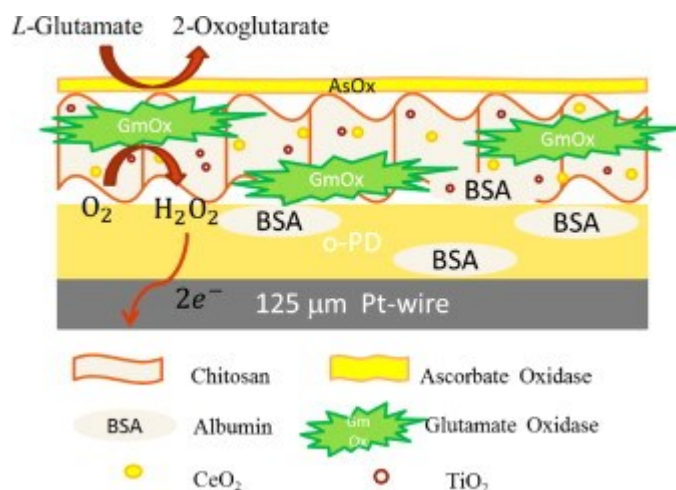 L-Glutamate 2-Oxoglutarate
AsOx
GmOx
GmOx
GmOx
BSA
O₂ H₂O₂
BSA
BSA
o-PD
BSA
2e⁻
125 µm Pt-wire
Chitosan
Ascorbate Oxidase
BSA
Albumin
Gm
Ox
Glutamate Oxidase
CeO₂
TiO₂